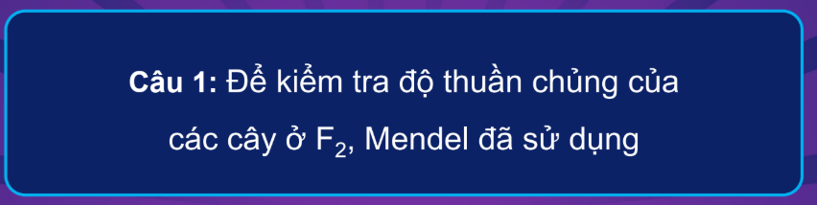 Câu 1: Để kiểm tra độ thuần chủng của
các cây ở F₂, Mendel đã sử dụng